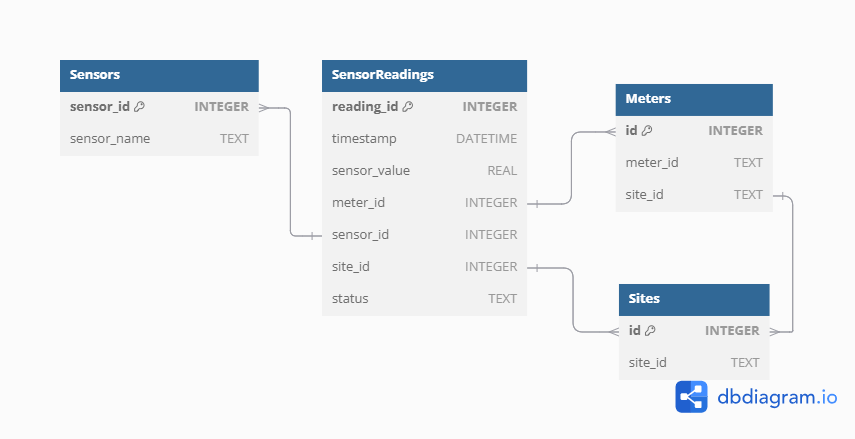 Sensors
sensor_id INTEGER
sensor_name TEXT
SensorReadings
reading_id INTEGER
timestamp DATETIME
sensor_value REAL
meter_id INTEGER
sensor_id INTEGER
site_id INTEGER
status TEXT
Meters
id INTEGER
meter_id TEXT
site_id TEXT
Sites
id INTEGER
site_id TEXT
dbdiagram.io